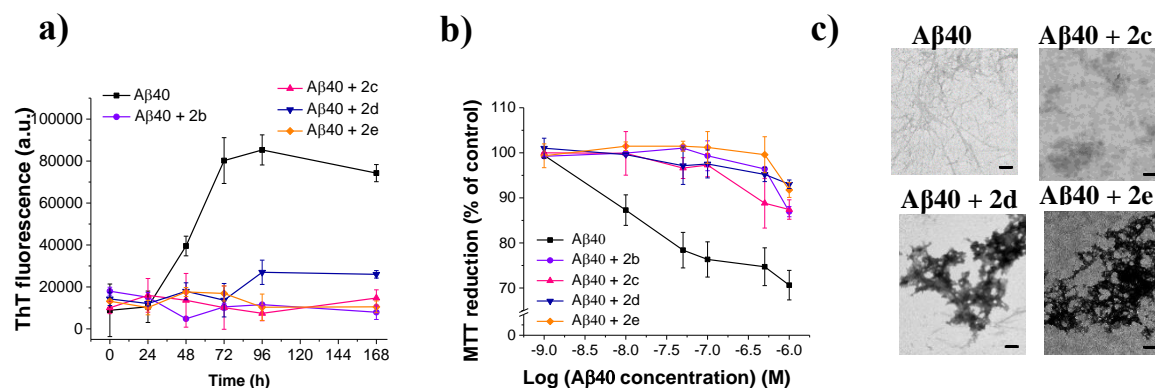 a)
ThT fluorescence (a.u.)
100000
80000
60000
40000
20000
0
Aβ40
Aβ40 + 2b
Aβ40 + 2c
Aβ40 + 2d
Aβ40 + 2e
0 24 48 72 96 120 144 168
Time (h)
b)
MTT reduction (% of control)
110
100
90
80
70
0
Aβ40
Aβ40 + 2b
Aβ40 + 2c
Aβ40 + 2d
Aβ40 + 2e
-9.0 -8.5 -8.0 -7.5 -7.0 -6.5 -6.0
Log (Aβ40 concentration) (M)
c)
Aβ40
Aβ40 + 2c
Aβ40 + 2d
Aβ40 + 2e